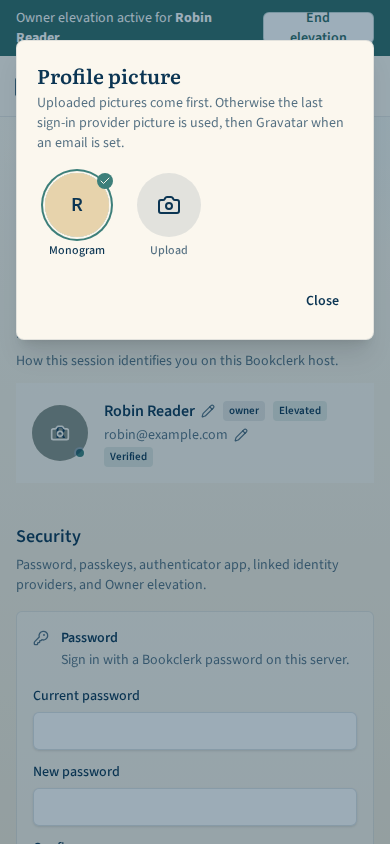 Owner elevation active for Robin
Reader
End
elevation
Profile picture
Uploaded pictures come first. Otherwise the last
sign-in provider picture is used, then Gravatar when
an email is set.
R
Monogram
Upload
Close
How this session identifies you on this Bookclerk host.
Robin Reader
owner
Elevated
robin@example.com
Verified
Security
Password, passkeys, authenticator app, linked identity
providers, and Owner elevation.
Password
Sign in with a Bookclerk password on this server.
Current password
New password